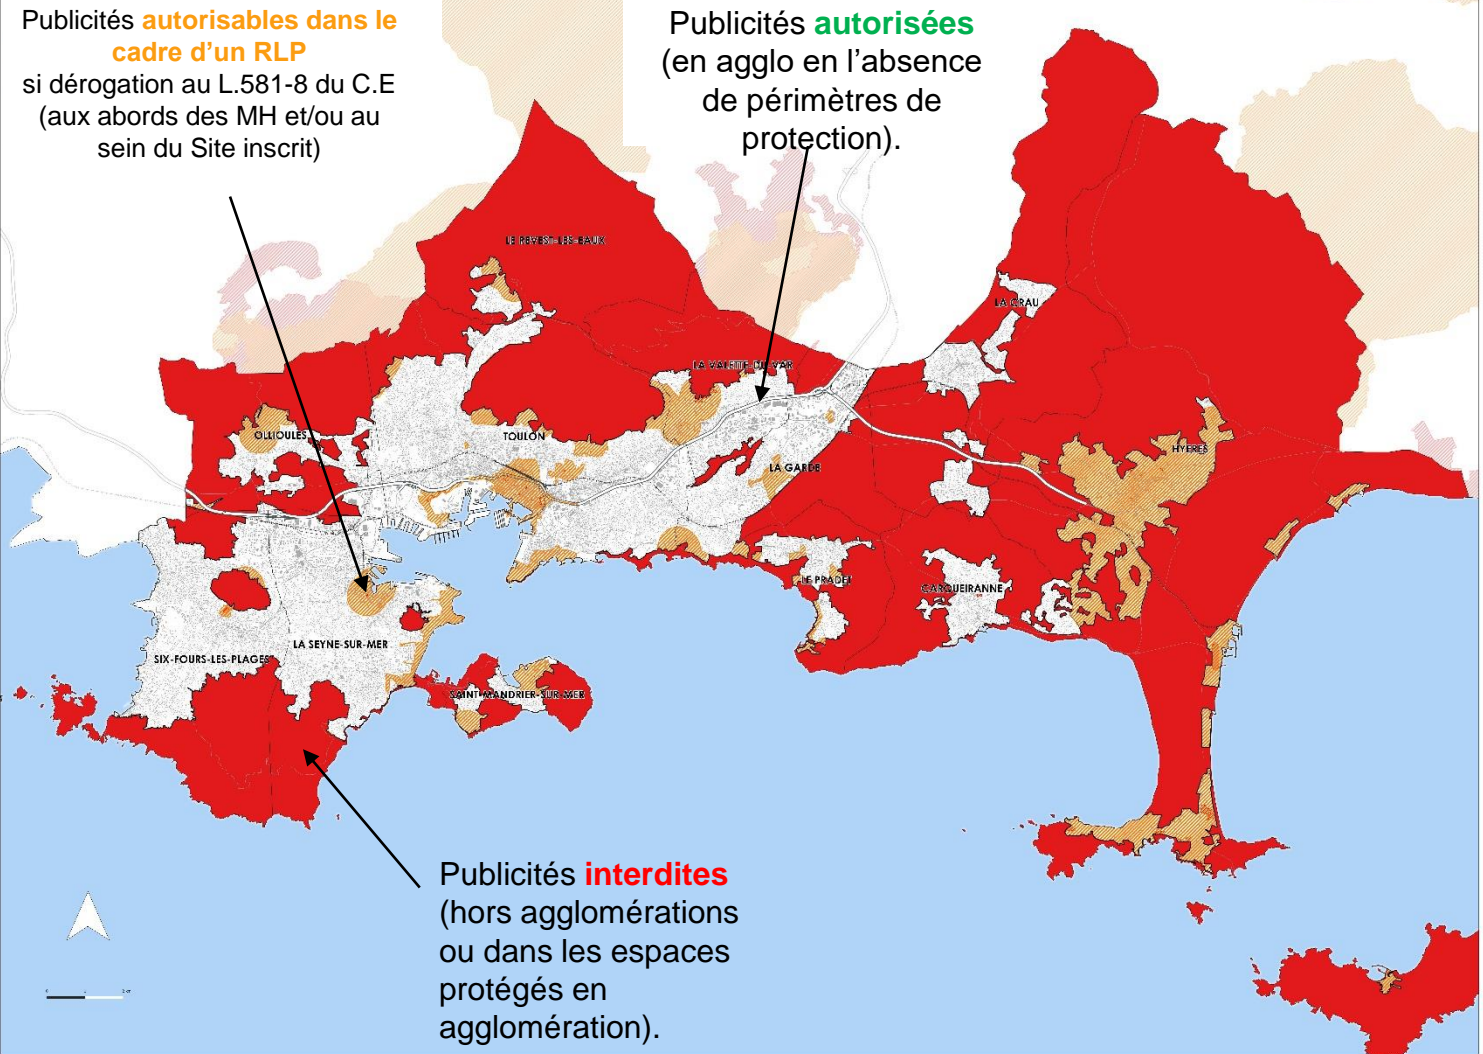 Publicités autorisables dans le
cadre d'un RLP
si dérogation au L.581-8 du C.E
(aux abords des MH et/ou au
sein du Site inscrit)
Publicités autorisées
(en agglo en l'absence
de périmètres de
protection).
LE REVEST-LES-EAUX
LA CRAU
LA VALETTE-DU-VAR
OLLIOULES
TOULON
HYERES
LA GARDE
LE PRADET
CARQUEIRANNE
LA SEYNE-SUR-MER
SIX-FOURS-LES-PLAGES
SAINT-MANDRIER-SUR-MER
Publicités interdites
(hors agglomérations
ou dans les espaces
protégés en
agglomération).